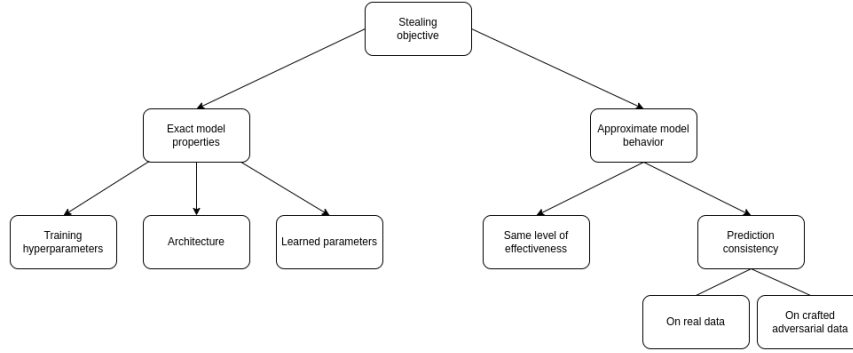 Stealing
objective
Exact model
properties
Approximate model
behavior
Training
hyperparameters
Architecture
Learned parameters
Same level of
effectiveness
Prediction
consistency
On real data
On crafted
adversarial data